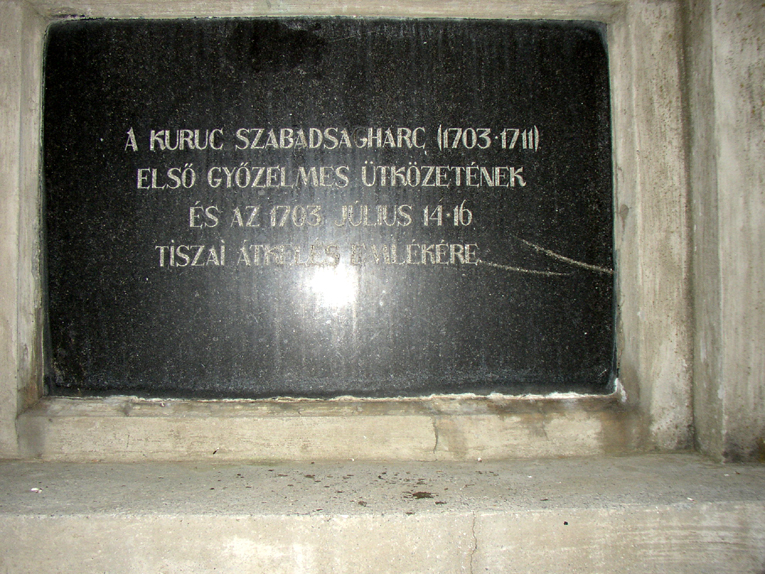 A KURUC SZABADSAGHARC (1703-1711)
ELSŐ GYŐZELMES ÜTKÖZETÉNEK
ÉS AZ 1703 JÚLIUS 14-16
TISZAI ÁTKELÉS EMLÉKÉRE